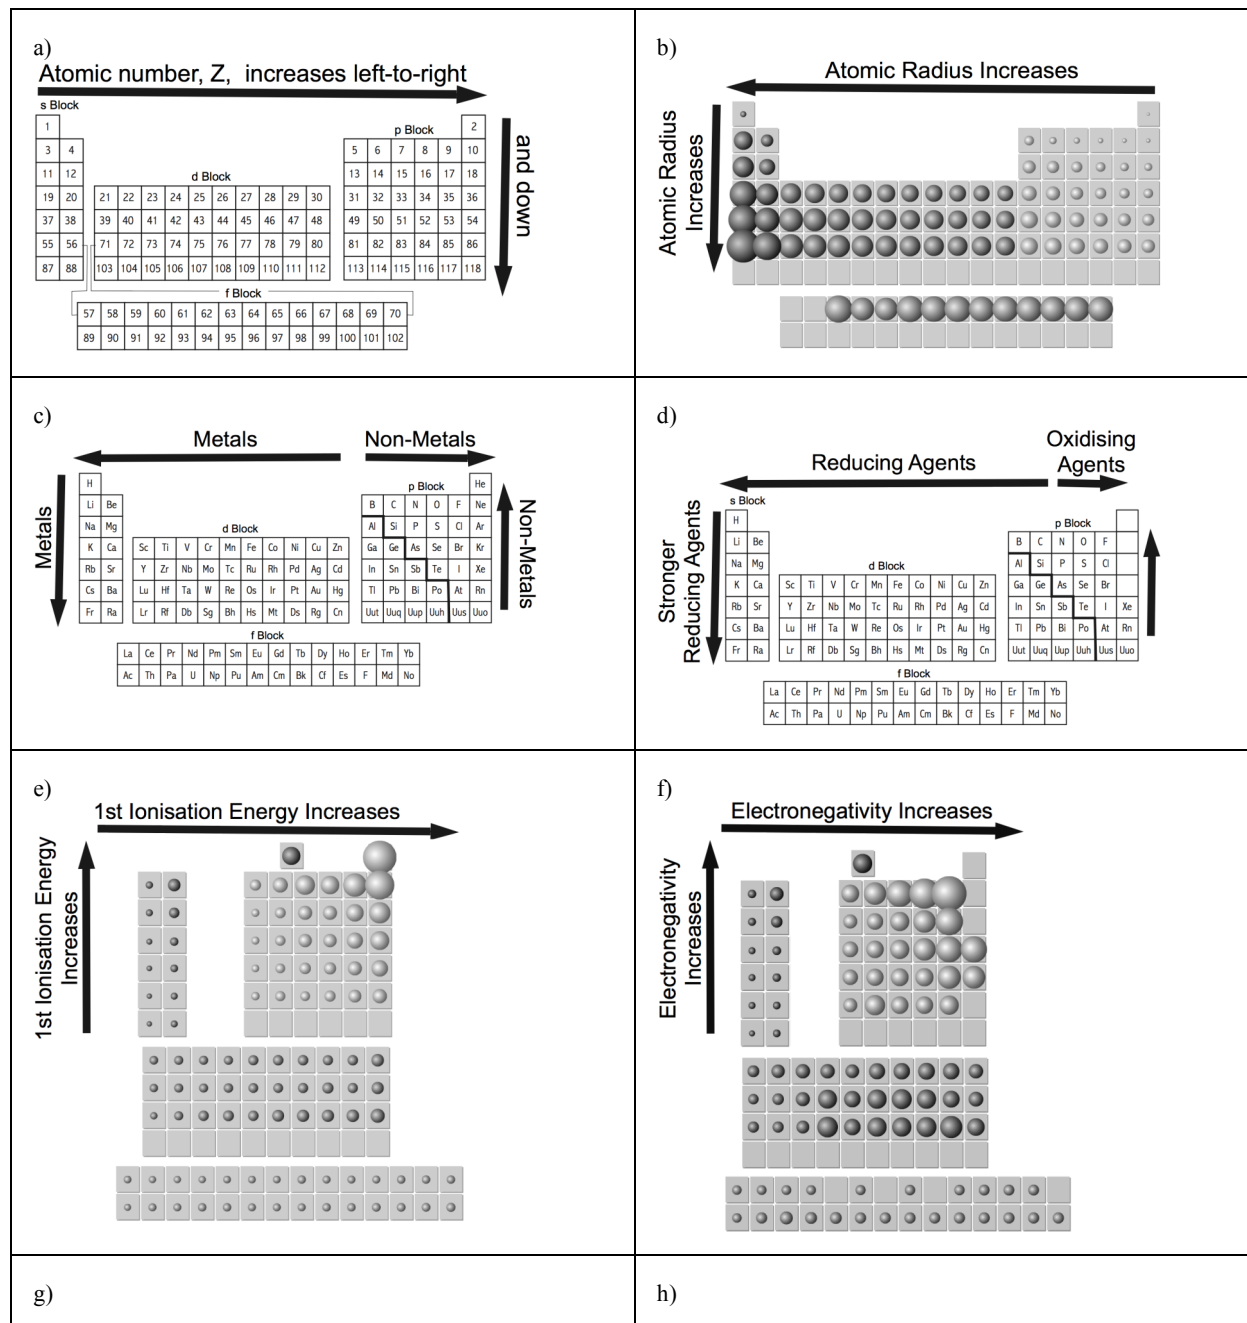 a)
Atomic number, Z, increases left-to-right
and down
s Block
p Block
d Block
f Block
1 2
3 4 5 6 7 8 9 10
11 12 13 14 15 16 17 18
19 20 21 22 23 24 25 26 27 28 29 30 31 32 33 34 35 36
37 38 39 40 41 42 43 44 45 46 47 48 49 50 51 52 53 54
55 56 71 72 73 74 75 76 77 78 79 80 81 82 83 84 85 86
87 88 103 104 105 106 107 108 109 110 111 112 113 114 115 116 117 118
57 58 59 60 61 62 63 64 65 66 67 68 69 70
89 90 91 92 93 94 95 96 97 98 99 100 101 102
b)
Atomic Radius Increases
Atomic Radius
Increases
c)
Metals
Non-Metals
Metals
Non-Metals
p Block
d Block
f Block
H He
Li Be B C N O F Ne
Na Mg Al Si P S Cl Ar
K Ca Sc Ti V Cr Mn Fe Co Ni Cu Zn Ga Ge As Se Br Kr
Rb Sr Y Zr Nb Mo Tc Ru Rh Pd Ag Cd In Sn Sb Te I Xe
Cs Ba Lu Hf Ta W Re Os Ir Pt Au Hg Tl Pb Bi Po At Rn
Fr Ra Lr Rf Db Sg Bh Hs Mt Ds Rg Cn Uut Uuq Uup Uuh Uus Uuo
La Ce Pr Nd Pm Sm Eu Gd Tb Dy Ho Er Tm Yb
Ac Th Pa U Np Pu Am Cm Bk Cf Es F Md No
d)
Reducing Agents
Oxidising
Agents
Stronger
Reducing Agents
s Block
p Block
d Block
f Block
H
Li Be B C N O F
Na Mg Al Si P S Cl
K Ca Sc Ti V Cr Mn Fe Co Ni Cu Zn Ga Ge As Se Br
Rb Sr Y Zr Nb Mo Tc Ru Rh Pd Ag Cd In Sn Sb Te I Xe
Cs Ba Lu Hf Ta W Re Os Ir Pt Au Hg Tl Pb Bi Po At Rn
Fr Ra Lr Rf Db Sg Bh Hs Mt Ds Rg Cn Uut Uuq Uup Uuh Uus Uuo
La Ce Pr Nd Pm Sm Eu Gd Tb Dy Ho Er Tm Yb
Ac Th Pa U Np Pu Am Cm Bk Cf Es F Md No
e)
1st Ionisation Energy Increases
1st Ionisation Energy
Increases
f)
Electronegativity Increases
Electronegativity
Increases
g)
h)